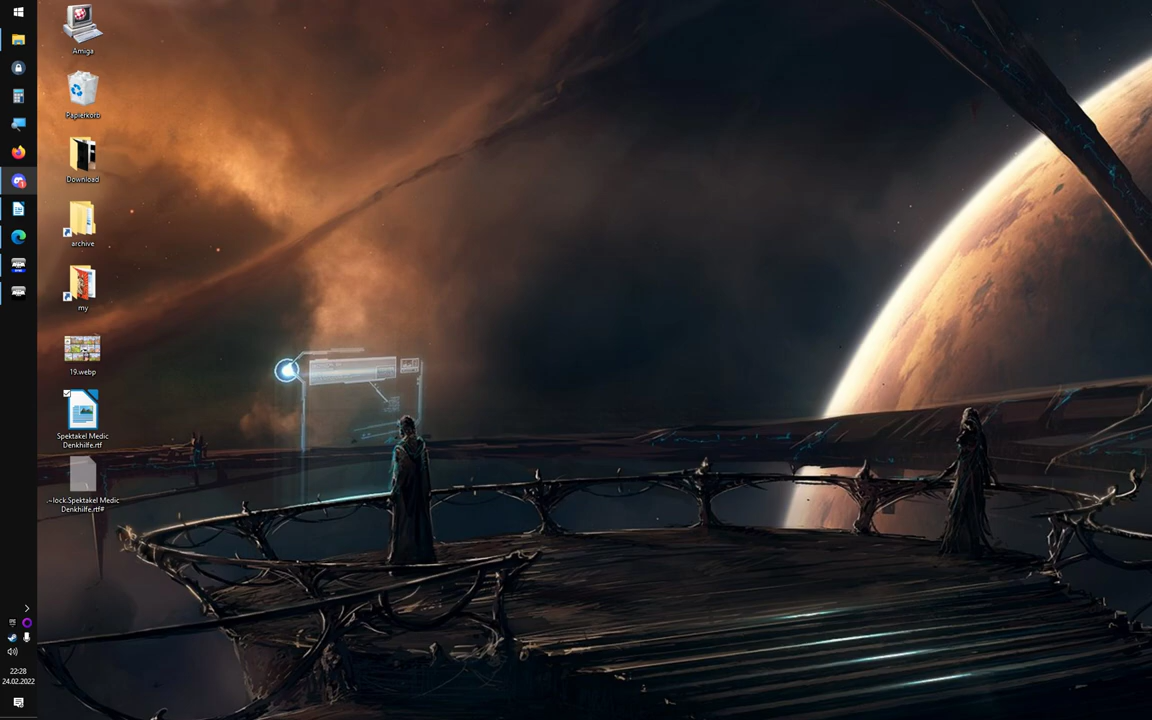 Amiga
Papierkorb
Download
archive
my
19.webp
Spektakel Medic
Denkhilfe.rtf
.~lock.Spektakel Medic
Denkhilfe.rtf#
22:28
24.02.2022